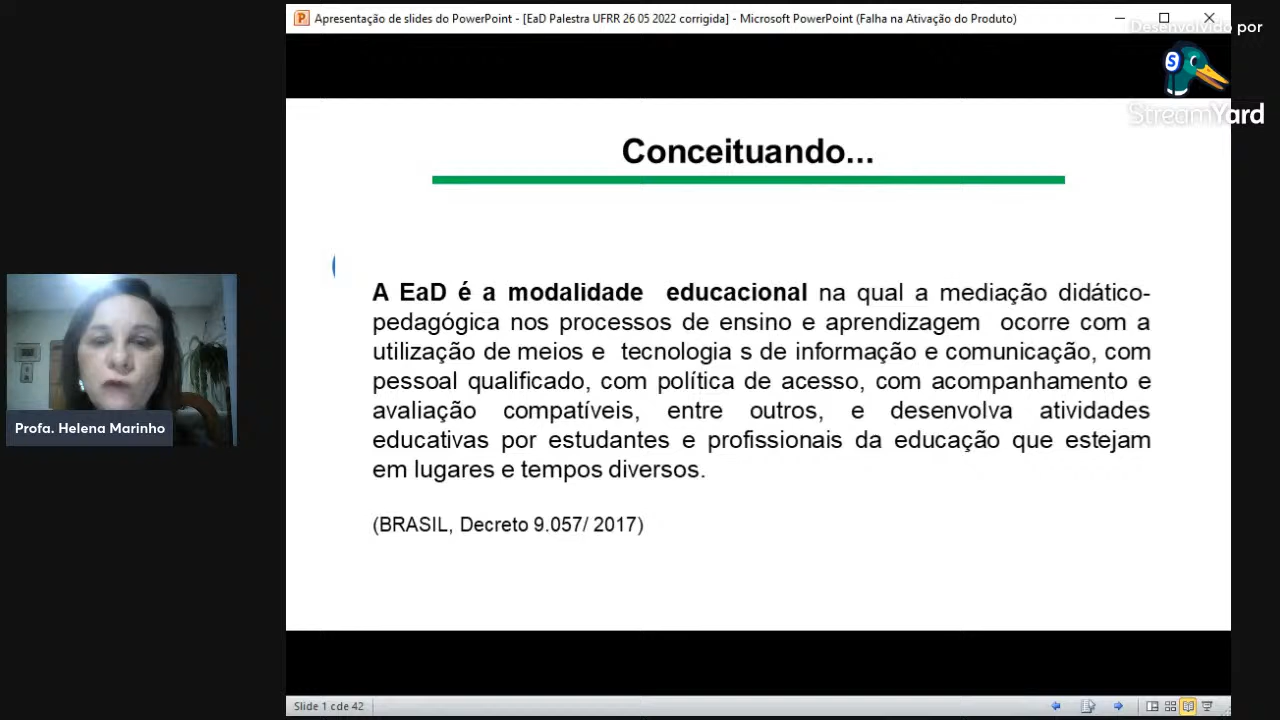 Apresentação de slides do PowerPoint - [EaD Palestra UFRR 26 05 2022 corrigida] - Microsoft PowerPoint (Falha na Ativação do Produto)
Desenvolvido por
StreamYard
Conceituando...
A EaD é a modalidade educacional na qual a mediação didático-
pedagógica nos processos de ensino e aprendizagem ocorre com a
utilização de meios e tecnologia s de informação e comunicação, com
pessoal qualificado, com política de acesso, com acompanhamento e
avaliação compatíveis, entre outros, e desenvolva atividades
educativas por estudantes e profissionais da educação que estejam
em lugares e tempos diversos.
(BRASIL, Decreto 9.057/ 2017)
Profa. Helena Marinho
Slide 1 cde 42